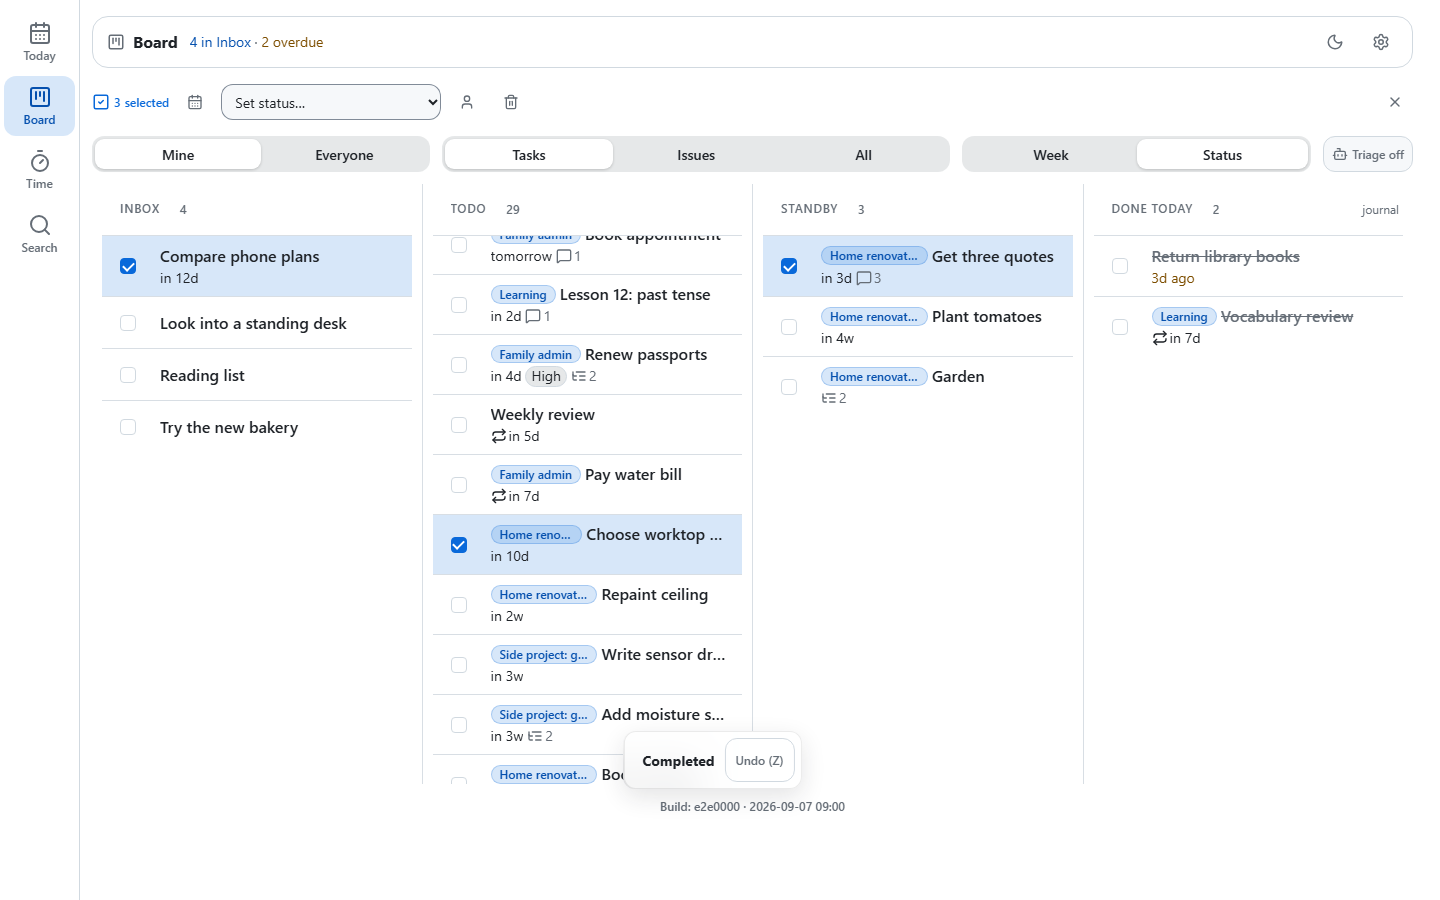 Today
Board
Time
Search
Board 4 in Inbox · 2 overdue
3 selected
Set status...
Mine
Everyone
Tasks
Issues
All
Week
Status
Triage off
INBOX 4
Compare phone plans
in 12d
Look into a standing desk
Reading list
Try the new bakery
TODO 29
Family admin Book appointment
tomorrow 1
Learning Lesson 12: past tense
in 2d 1
Family admin Renew passports
in 4d High 2
Weekly review
in 5d
Family admin Pay water bill
in 7d
Home reno... Choose worktop ...
in 10d
Home renovat... Repaint ceiling
in 2w
Side project: g... Write sensor dr...
in 3w
Side project: g... Add moisture s...
in 3w 2
Home renovat...
STANDBY 3
Home renovat... Get three quotes
in 3d 3
Home renovat... Plant tomatoes
in 4w
Home renovat... Garden
2
DONE TODAY 2 journal
Return library books
3d ago
Learning Vocabulary review
in 7d
Completed Undo (Z)
Build: e2e0000 · 2026-09-07 09:00